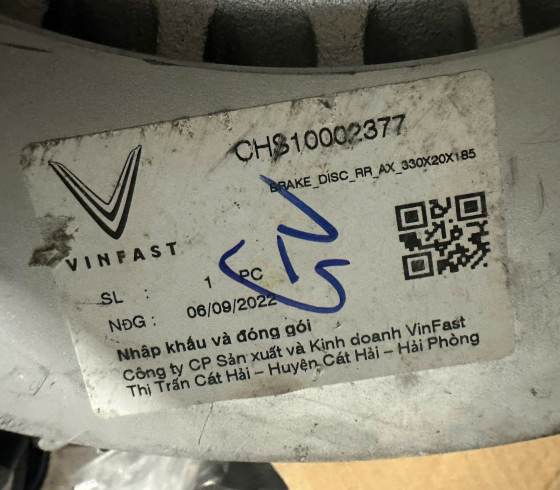 CHS10002377
BRAKE_DISC_RR_AX_330X20X185
VINFAST
SL : 1 PC
NĐG : 06/09/2022
Nhập khẩu và đóng gói
Công ty CP Sản xuất và Kinh doanh VinFast
Thị Trấn Cát Hải – Huyện Cát Hải – Hải Phòng